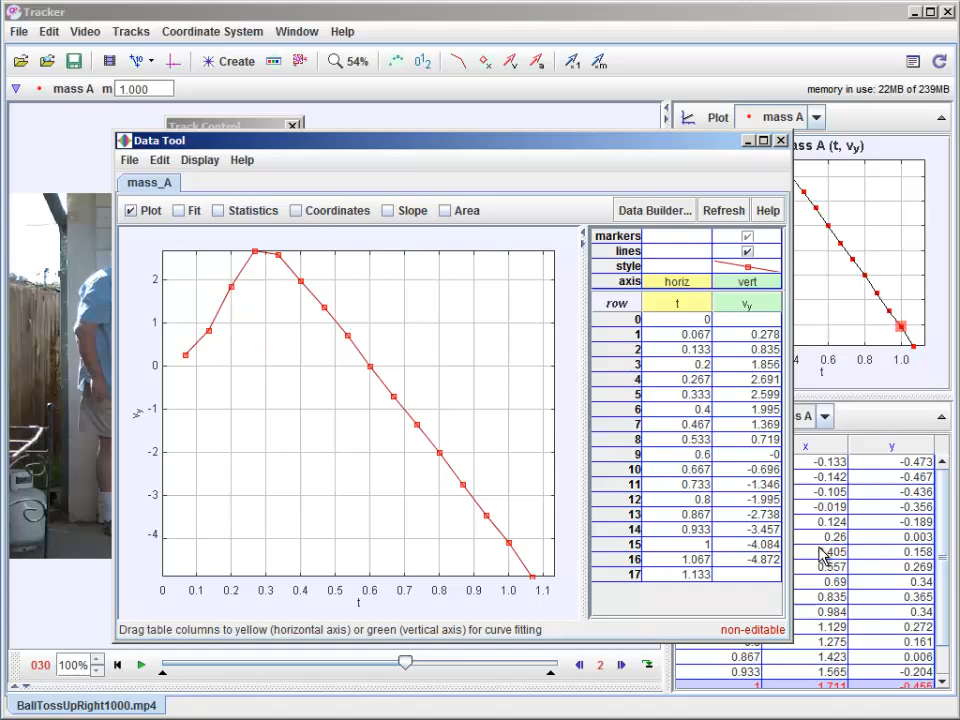 Tracker
File Edit Video Tracks Coordinate System Window Help
Create 54%
mass A m 1.000 memory in use: 22MB of 239MB
Track Control
Plot mass A
ass A (t, vy)
Data Tool
File Edit Display Help
mass_A
Plot Fit Statistics Coordinates Slope Area Data Builder... Refresh Help
markers
lines
style
axis horiz vert
row t vy
0 0
1 0.067 0.278
2 0.133 0.835
3 0.2 1.856
4 0.267 2.691
5 0.333 2.599
6 0.4 1.995
7 0.467 1.369
8 0.533 0.719
9 0.6 -0
10 0.667 -0.696
11 0.733 -1.346
12 0.8 -1.995
13 0.867 -2.738
14 0.933 -3.457
15 1 -4.084
16 1.067 -4.872
17 1.133
2
1
0
-1
-2
-3
-4
vy
0 0.1 0.2 0.3 0.4 0.5 0.6 0.7 0.8 0.9 1.0 1.1
t
Drag table columns to yellow (horizontal axis) or green (vertical axis) for curve fitting non-editable
.4 0.6 0.8 1.0
t
s A
x y
-0.133 -0.473
-0.142 -0.467
-0.105 -0.436
-0.019 -0.356
0.124 -0.189
0.26 0.003
0.405 0.158
0.557 0.269
0.69 0.34
0.835 0.365
0.984 0.34
1.129 0.272
1.275 0.161
0.867 1.423 0.006
0.933 1.565 -0.204
1 1.711 -0.455
030 100% 2
BallTossUpRight1000.mp4